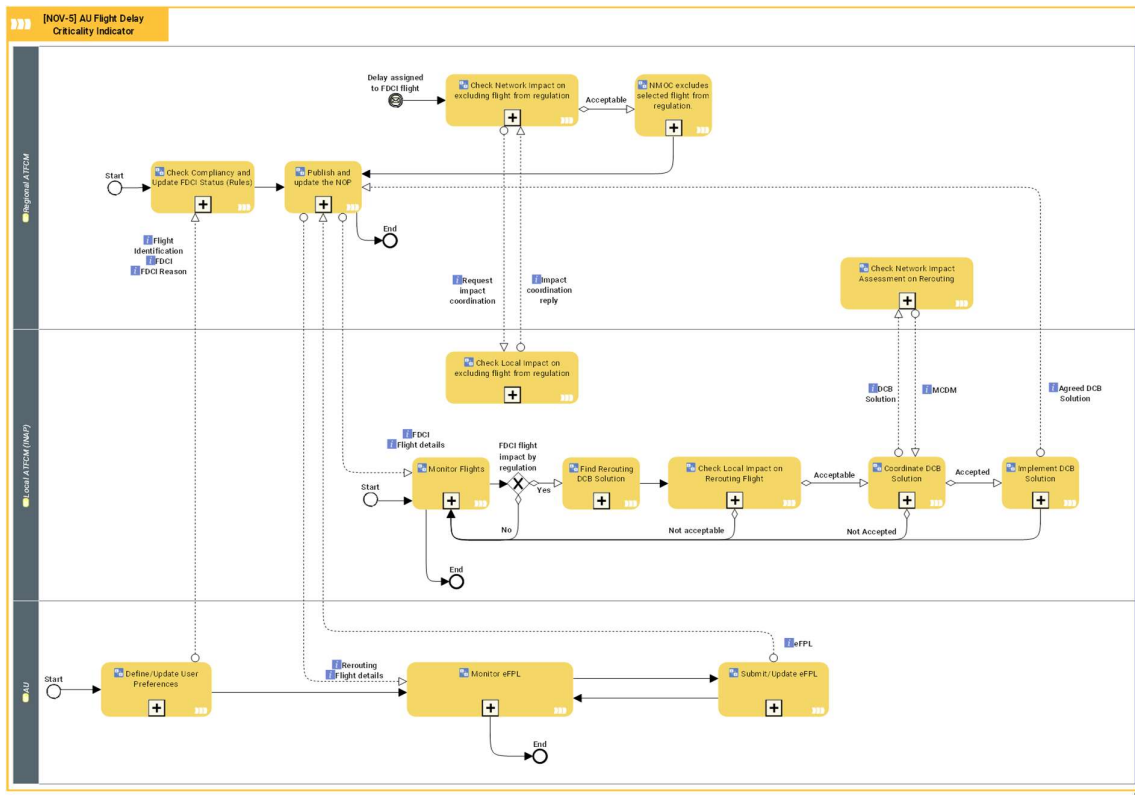 [NOV-5] AU Flight Delay
Criticality Indicator
Regional ATFCM
Delay assigned
to FDCI flight
Check Network Impact on
excluding flight from regulation.
Acceptable
NMOC excludes
selected flight from
regulation.
Start
Check Compliancy and
Update FDCI Status (Rules)
Publish and
update the NOP
End
Flight
Identification
FDCI
FDCI Reason
Request
impact
coordination
Impact
coordination
reply
Check Network Impact
Assessment on Rerouting
Local ATFCM (INAP)
Check Local Impact on
excluding flight from regulation
DCB
Solution
MCDM
Agreed DCB
Solution
FDCI
Flight details
FDCI flight
impact by
regulation
Start
Monitor Flights
Yes
No
Find Rerouting
DCB Solution
Check Local Impact on
Rerouting Flight
Acceptable
Not acceptable
Coordinate DCB
Solution
Accepted
Not Accepted
Implement DCB
Solution
End
AU
Start
Define/Update User
Preferences
Rerouting
Flight details
Monitor eFPL
eFPL
Submit/Update eFPL
End